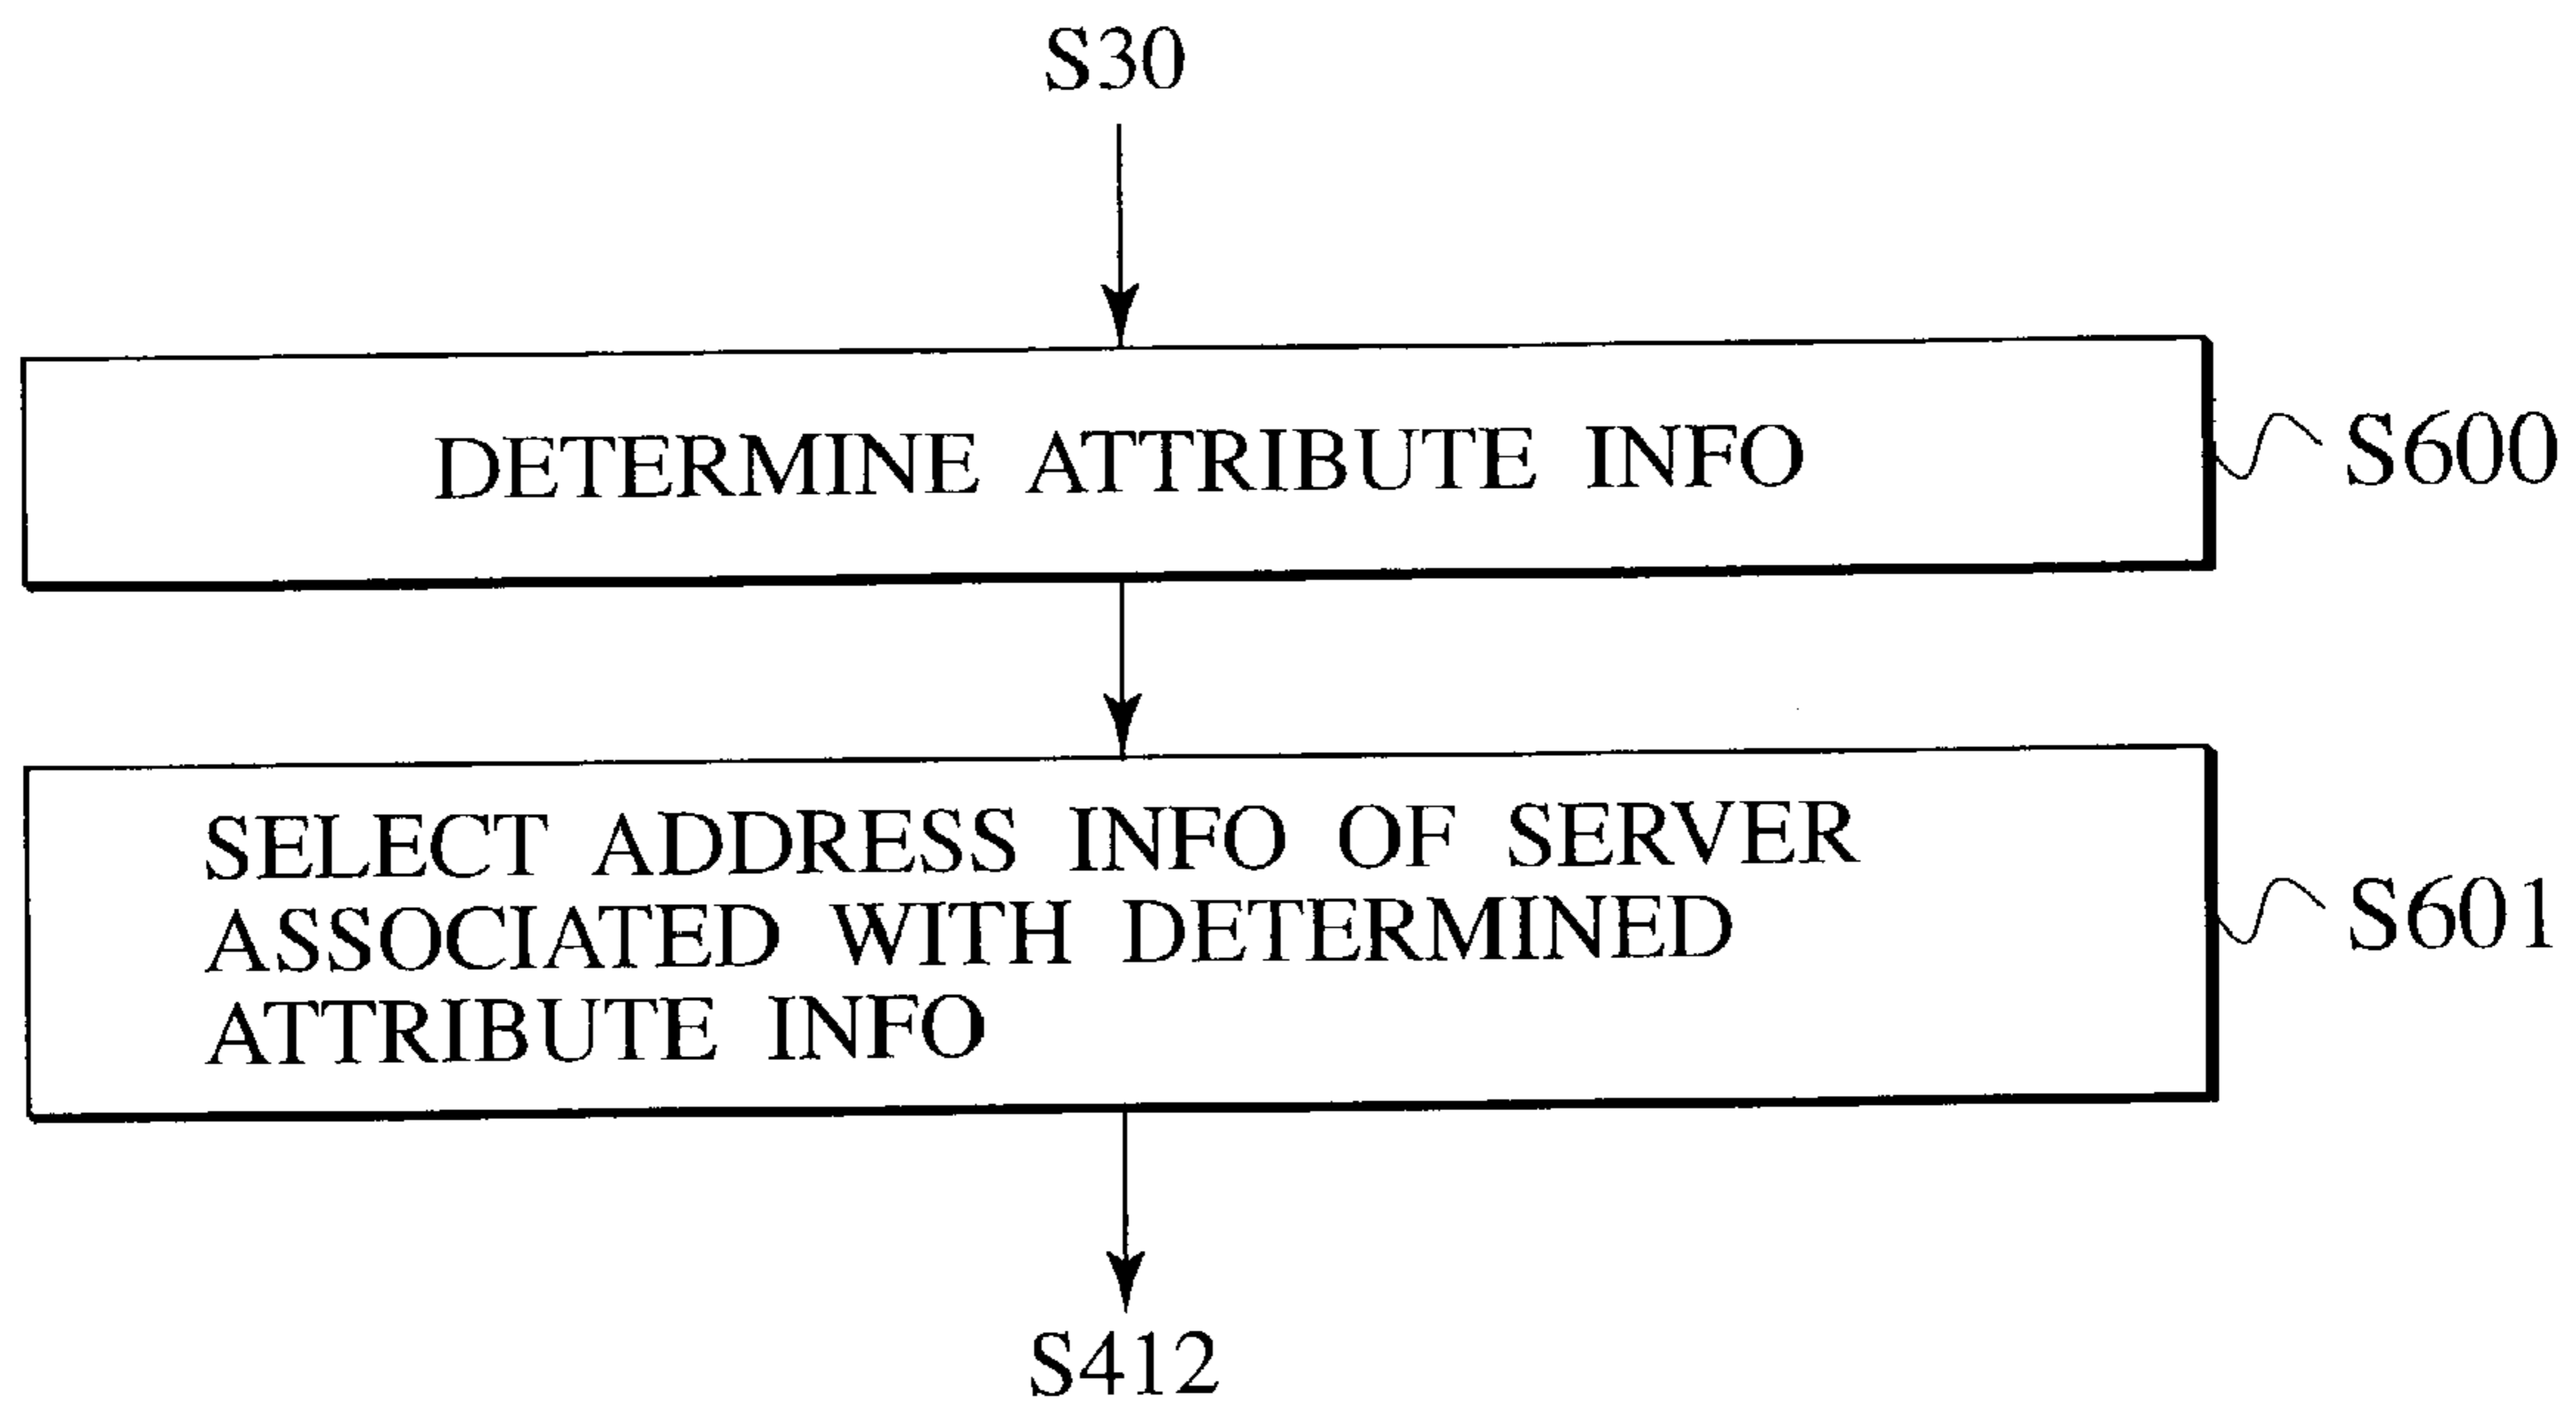 S30
DETERMINE ATTRIBUTE INFO
S600
SELECT ADDRESS INFO OF SERVER
ASSOCIATED WITH DETERMINED
ATTRIBUTE INFO
S601
S412